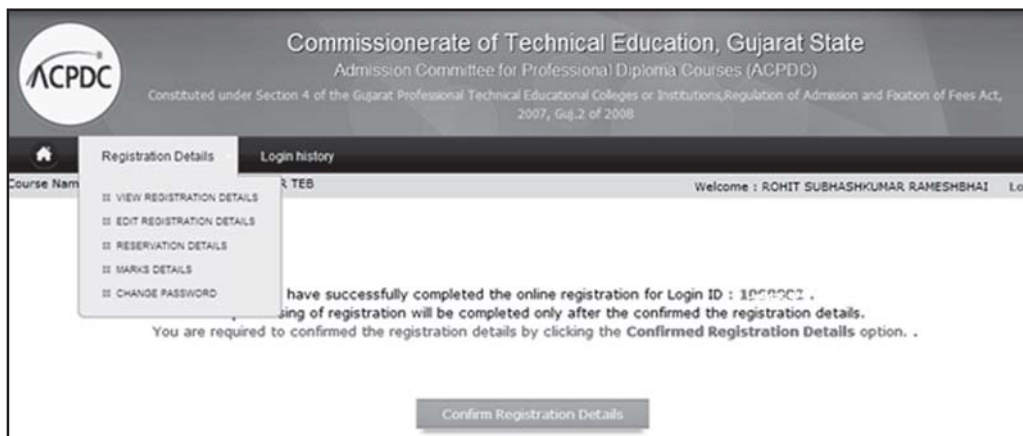 ACPDC
Commissionerate of Technical Education, Gujarat State
Admission Committee for Professional Diploma Courses (ACPDC)
Constituted under Section 4 of the Gujarat Professional Technical Educational Colleges or Institutions,Regulation of Admission and Fixation of Fees Act,
2007, Guj.2 of 2008
Registration Details
Login history
Course Nam
R TEB
Welcome : ROHIT SUBHASHKUMAR RAMESHBHAI
Lo
VIEW REGISTRATION DETAILS
EDIT REGISTRATION DETAILS
RESERVATION DETAILS
MARKS DETAILS
CHANGE PASSWORD
have successfully completed the online registration for Login ID : .
sing of registration will be completed only after the confirmed the registration details.
You are required to confirmed the registration details by clicking the Confirmed Registration Details option. .
Confirm Registration Details